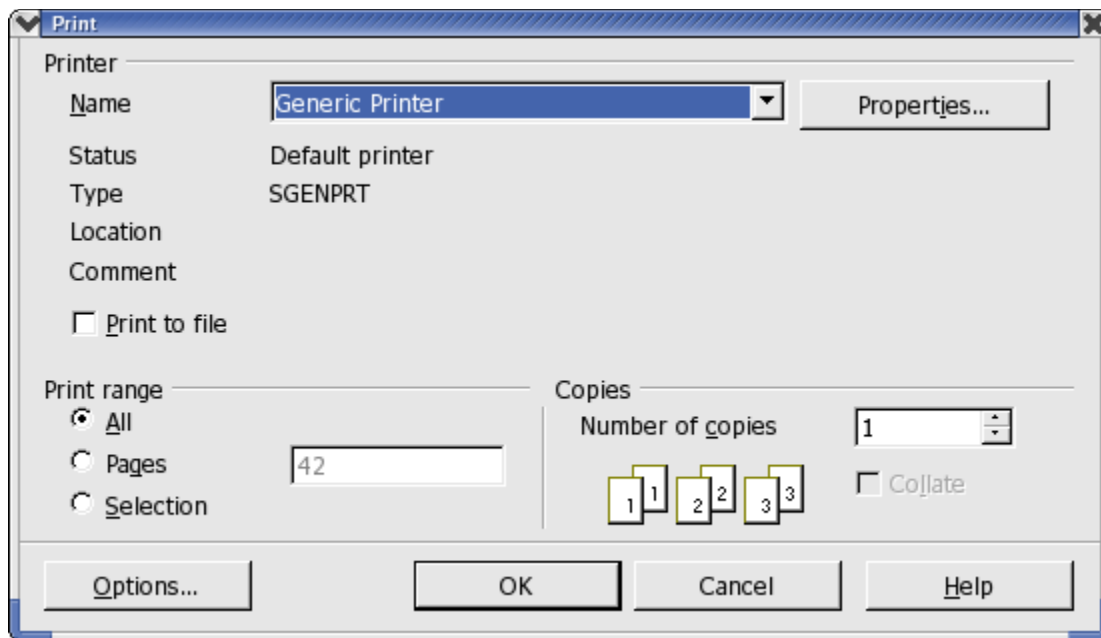 Print
Printer
Name Generic Printer Properties...
Status Default printer
Type SGENPRT
Location
Comment
Print to file
Print range
All
Pages 42
Selection
Copies
Number of copies 1
1 1 2 2 3 3 Collate
Options... OK Cancel Help